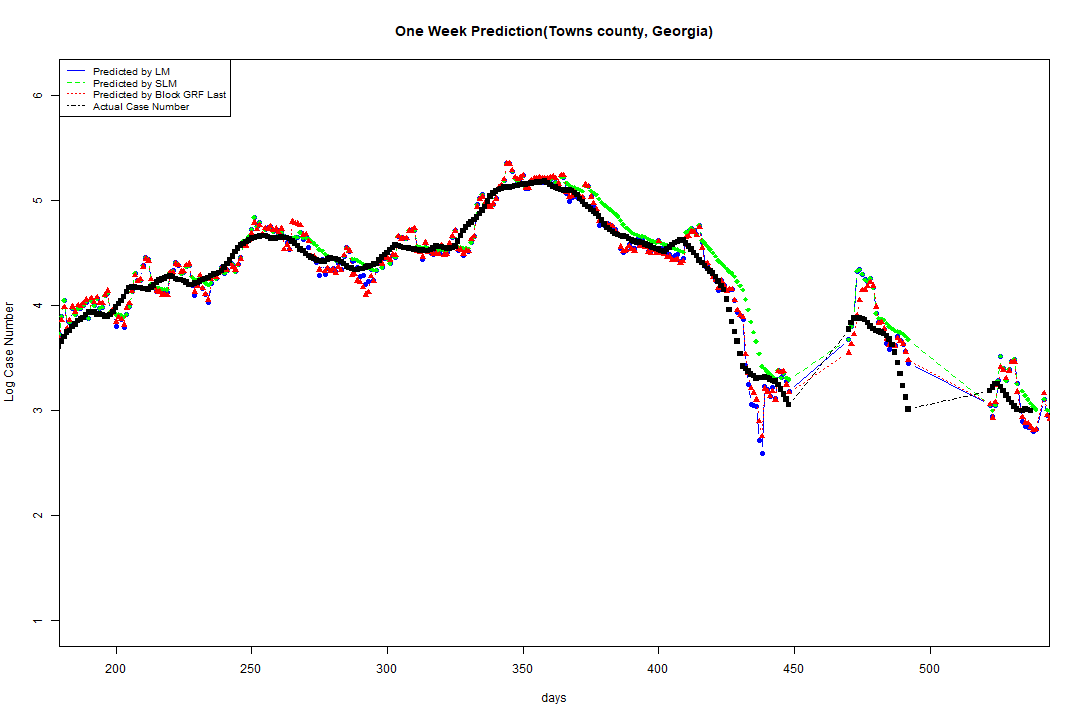 One Week Prediction(Towns county, Georgia)
Predicted by LM
Predicted by SLM
Predicted by Block GRF Last
Actual Case Number
6
5
4
3
2
1
Log Case Number
200 250 300 350 400 450 500
days